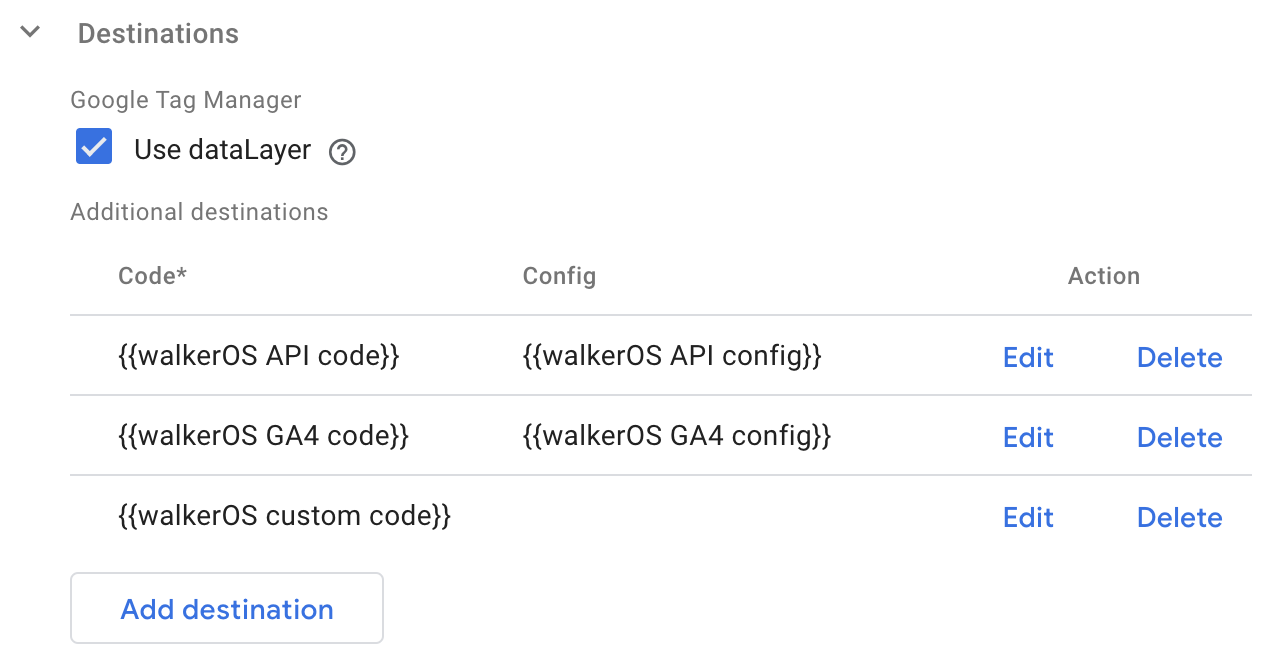 Destinations
Google Tag Manager
Use dataLayer ?
Additional destinations
Code* Config Action
{{walkerOS API code}} {{walkerOS API config}} Edit Delete
{{walkerOS GA4 code}} {{walkerOS GA4 config}} Edit Delete
{{walkerOS custom code}} Edit Delete
Add destination